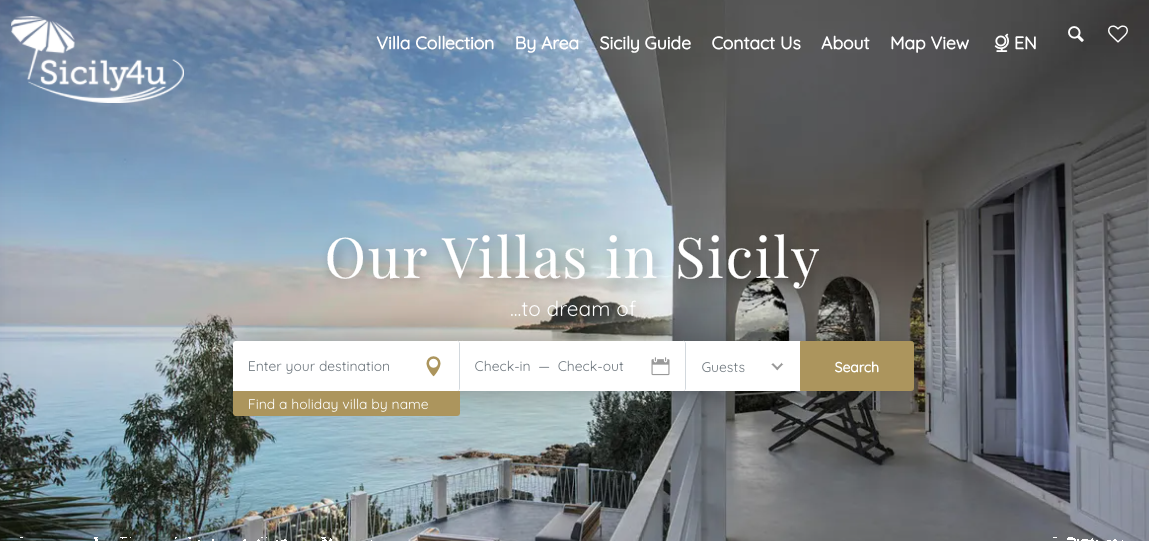 Sicily4u
Villa Collection By Area Sicily Guide Contact Us About Map View EN
Our Villas in Sicily
...to dream of
Enter your destination Check-in — Check-out Guests Search
Find a holiday villa by name